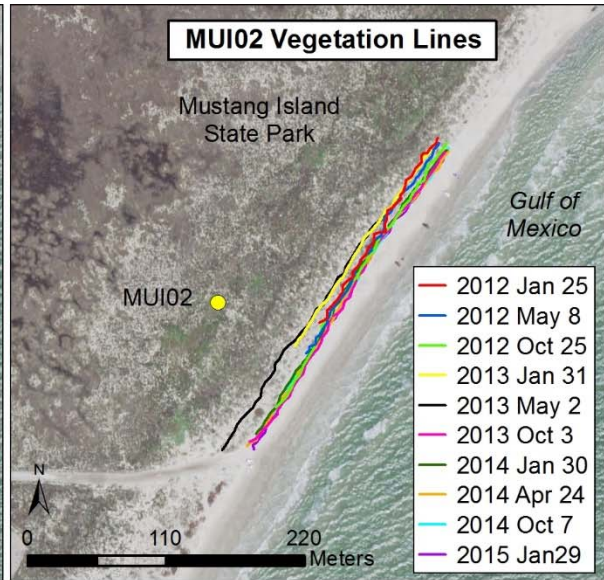 MUI02 Vegetation Lines
Mustang Island
State Park
Gulf of
Mexico
MUI02
2012 Jan 25
2012 May 8
2012 Oct 25
2013 Jan 31
2013 May 2
2013 Oct 3
2014 Jan 30
2014 Apr 24
2014 Oct 7
2015 Jan29
N
0 110 220
Meters